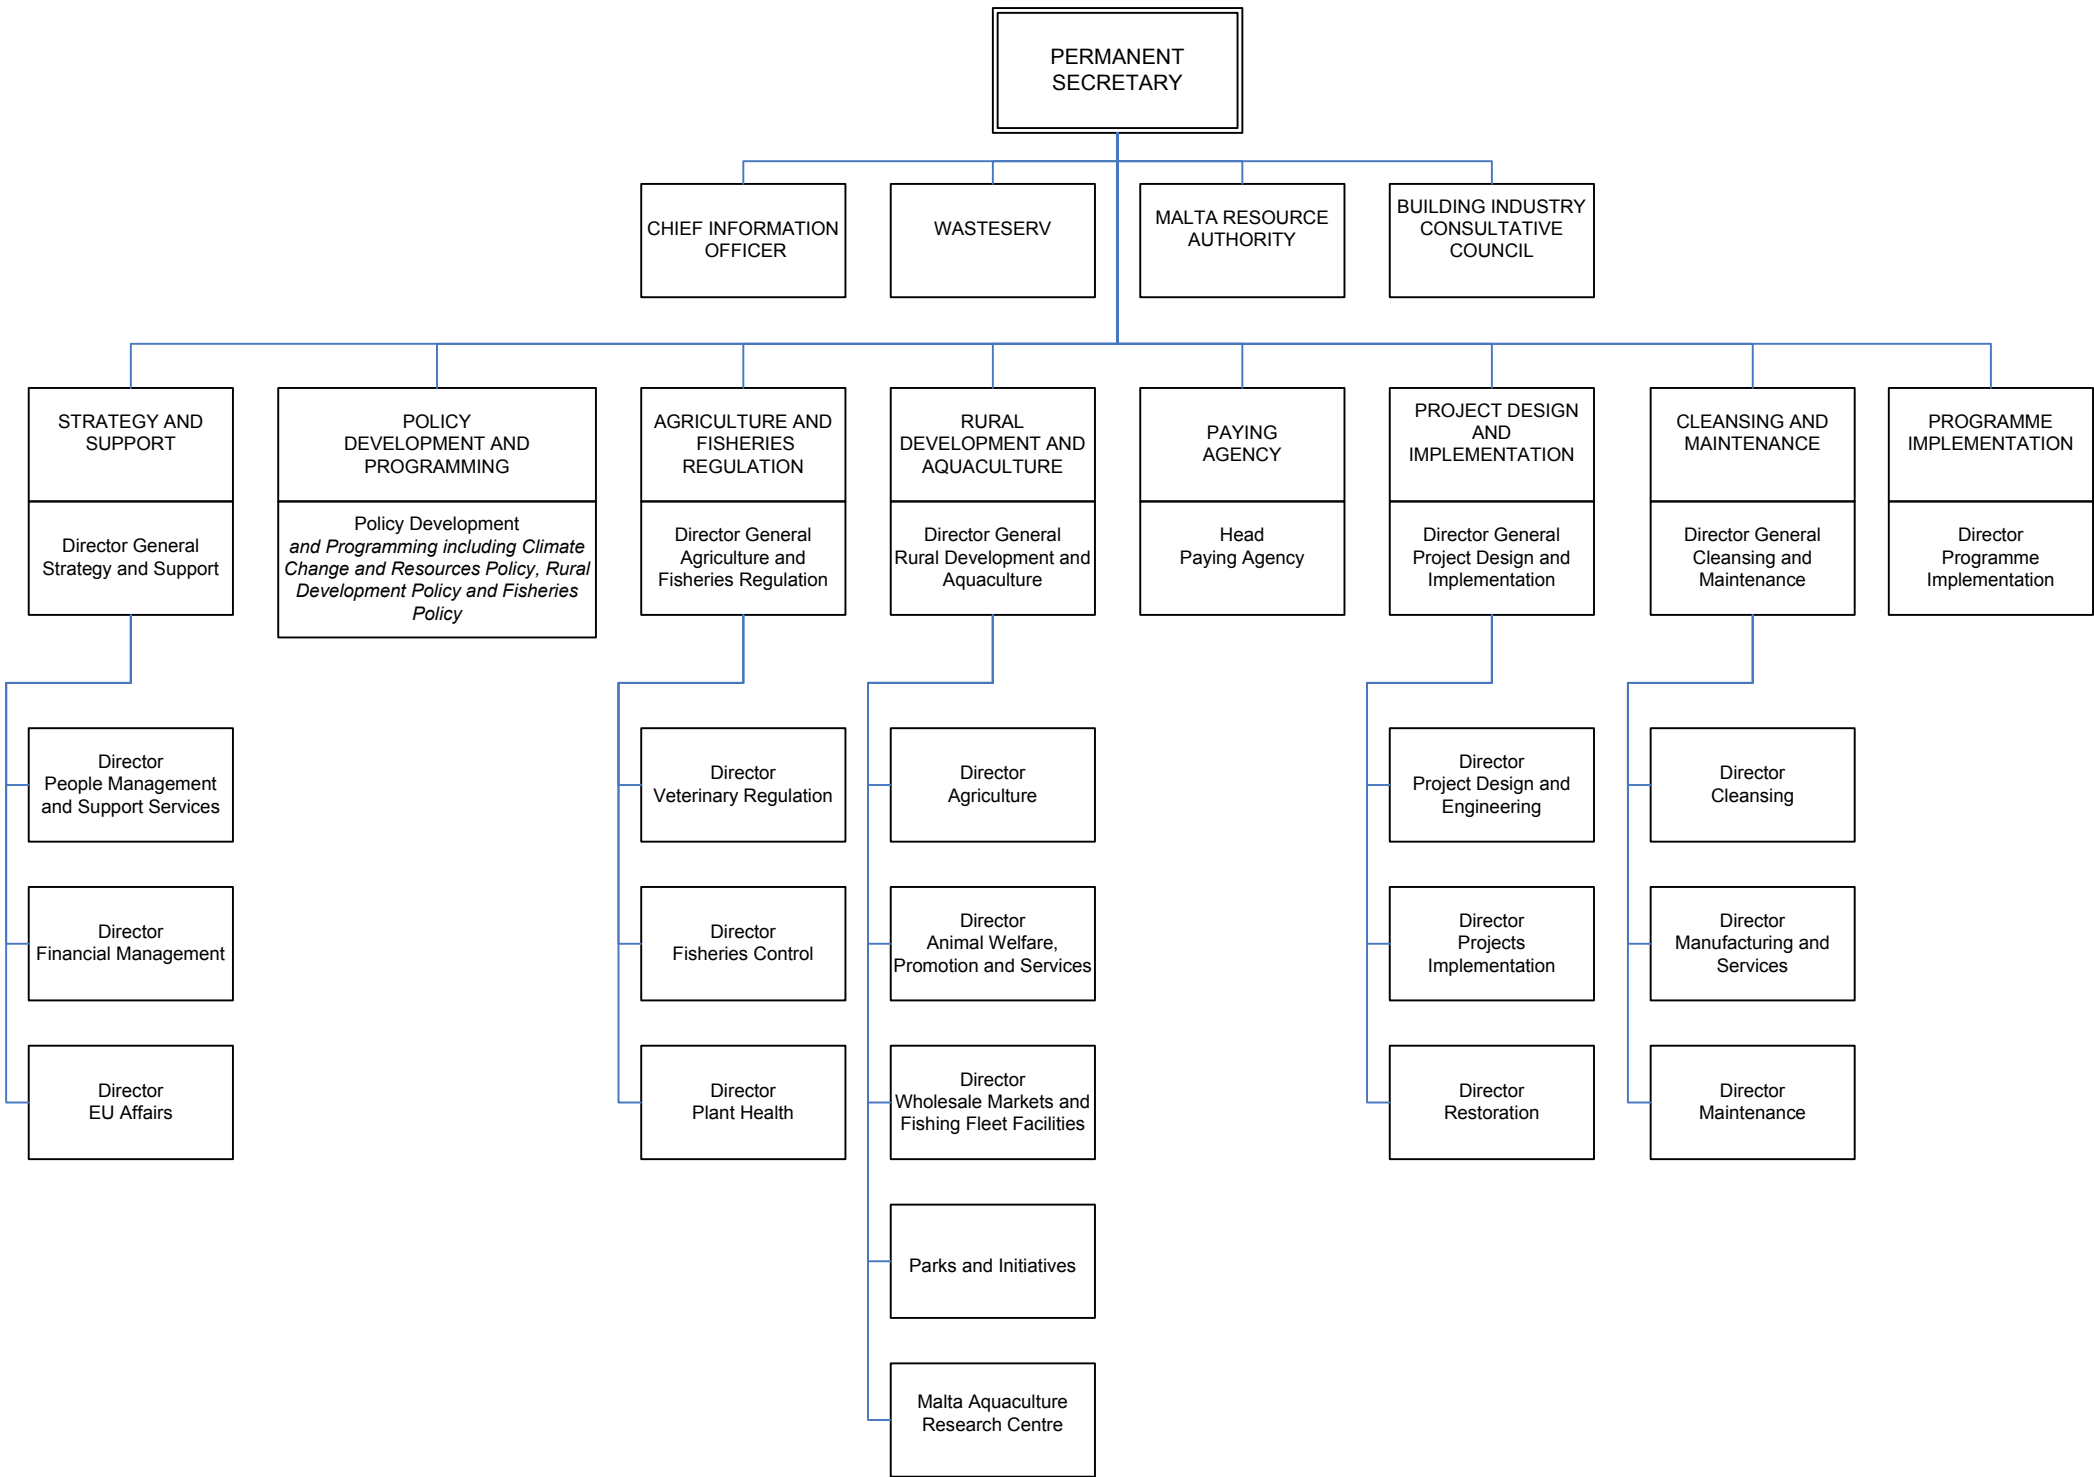 PERMANENT
SECRETARY
CHIEF INFORMATION
OFFICER
WASTESERV
MALTA RESOURCE
AUTHORITY
BUILDING INDUSTRY
CONSULTATIVE
COUNCIL
STRATEGY AND
SUPPORT
Director General
Strategy and Support
POLICY
DEVELOPMENT AND
PROGRAMMING
Policy Development
and Programming including Climate
Change and Resources Policy, Rural
Development Policy and Fisheries
Policy
AGRICULTURE AND
FISHERIES
REGULATION
Director General
Agriculture and
Fisheries Regulation
RURAL
DEVELOPMENT AND
AQUACULTURE
Director General
Rural Development and
Aquaculture
PAYING
AGENCY
Head
Paying Agency
PROJECT DESIGN
AND
IMPLEMENTATION
Director General
Project Design and
Implementation
CLEANSING AND
MAINTENANCE
Director General
Cleansing and
Maintenance
PROGRAMME
IMPLEMENTATION
Director
Programme
Implementation
Director
People Management
and Support Services
Director
Financial Management
Director
EU Affairs
Director
Veterinary Regulation
Director
Fisheries Control
Director
Plant Health
Director
Agriculture
Director
Animal Welfare,
Promotion and Services
Director
Wholesale Markets and
Fishing Fleet Facilities
Parks and Initiatives
Malta Aquaculture
Research Centre
Director
Project Design and
Engineering
Director
Projects
Implementation
Director
Restoration
Director
Cleansing
Director
Manufacturing and
Services
Director
Maintenance